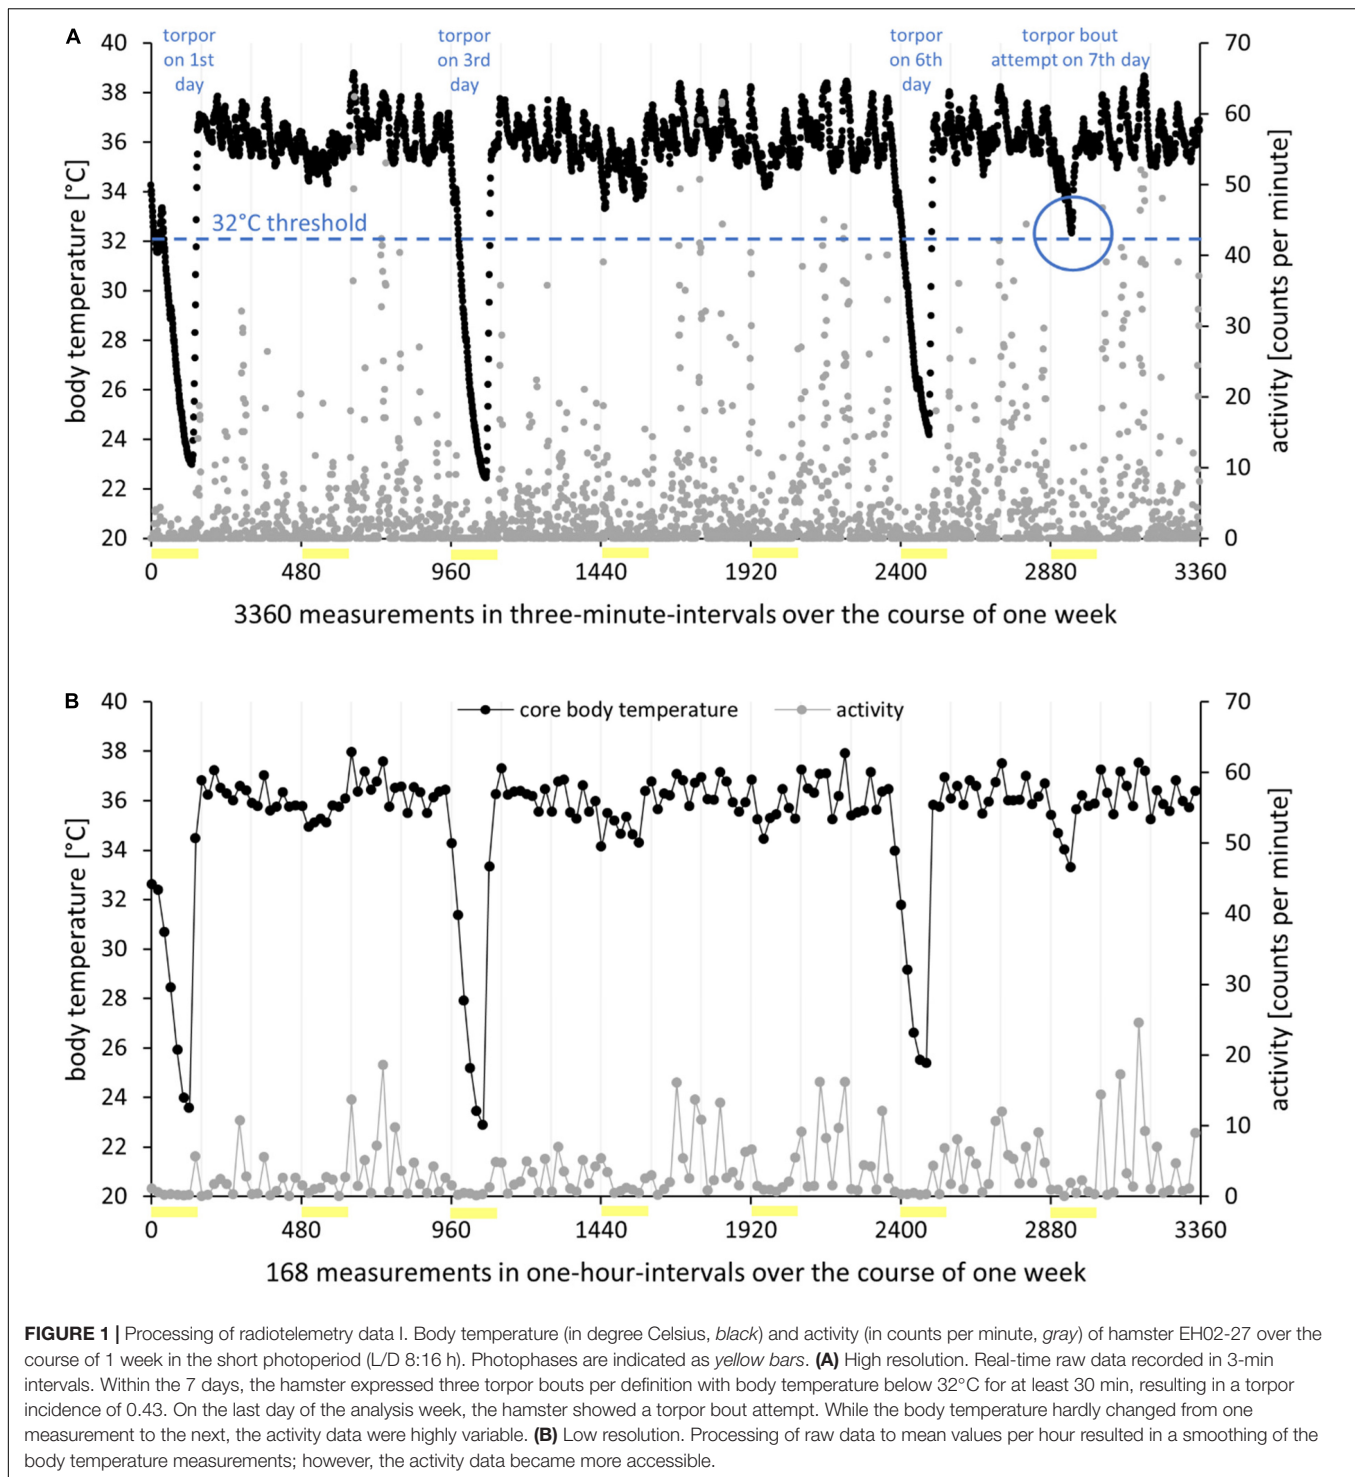 A
torpor on 1st day
torpor on 3rd day
torpor on 6th day
torpor bout attempt on 7th day
40
38
36
34
32
30
28
26
24
22
20
body temperature [°C]
32°C threshold
70
60
50
40
30
20
10
0
activity [counts per minute]
0 480 960 1440 1920 2400 2880 3360
3360 measurements in three-minute-intervals over the course of one week
B
core body temperature activity
40
38
36
34
32
30
28
26
24
22
20
body temperature [°C]
70
60
50
40
30
20
10
0
activity [counts per minute]
0 480 960 1440 1920 2400 2880 3360
168 measurements in one-hour-intervals over the course of one week
FIGURE 1 | Processing of radiotelemetry data I. Body temperature (in degree Celsius, black) and activity (in counts per minute, gray) of hamster EH02-27 over the
course of 1 week in the short photoperiod (L/D 8:16 h). Photophases are indicated as yellow bars. (A) High resolution. Real-time raw data recorded in 3-min
intervals. Within the 7 days, the hamster expressed three torpor bouts per definition with body temperature below 32°C for at least 30 min, resulting in a torpor
incidence of 0.43. On the last day of the analysis week, the hamster showed a torpor bout attempt. While the body temperature hardly changed from one
measurement to the next, the activity data were highly variable. (B) Low resolution. Processing of raw data to mean values per hour resulted in a smoothing of the
body temperature measurements; however, the activity data became more accessible.